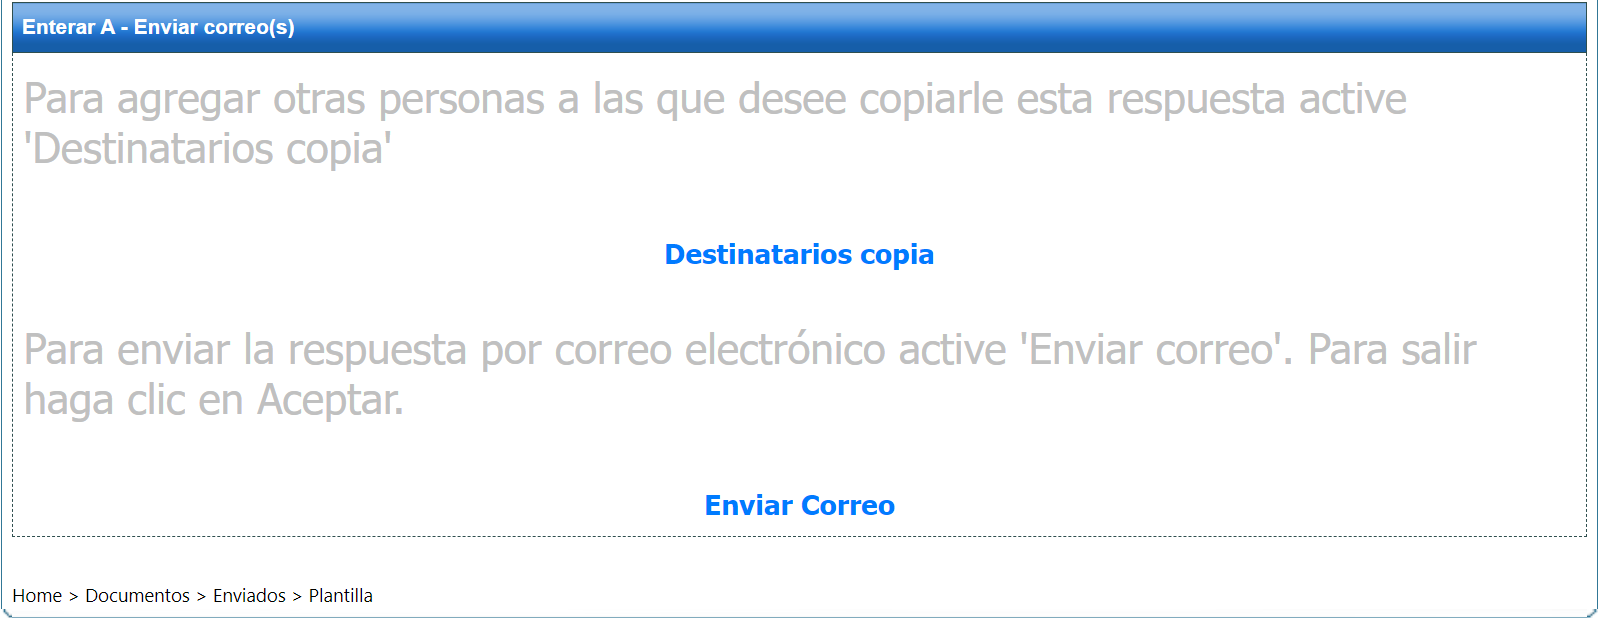 Enterar A - Enviar correo(s)
Para agregar otras personas a las que desee copiarle esta respuesta active
'Destinatarios copia'
Destinatarios copia
Para enviar la respuesta por correo electrónico active 'Enviar correo'. Para salir
haga clic en Aceptar.
Enviar Correo
Home > Documentos > Enviados > Plantilla